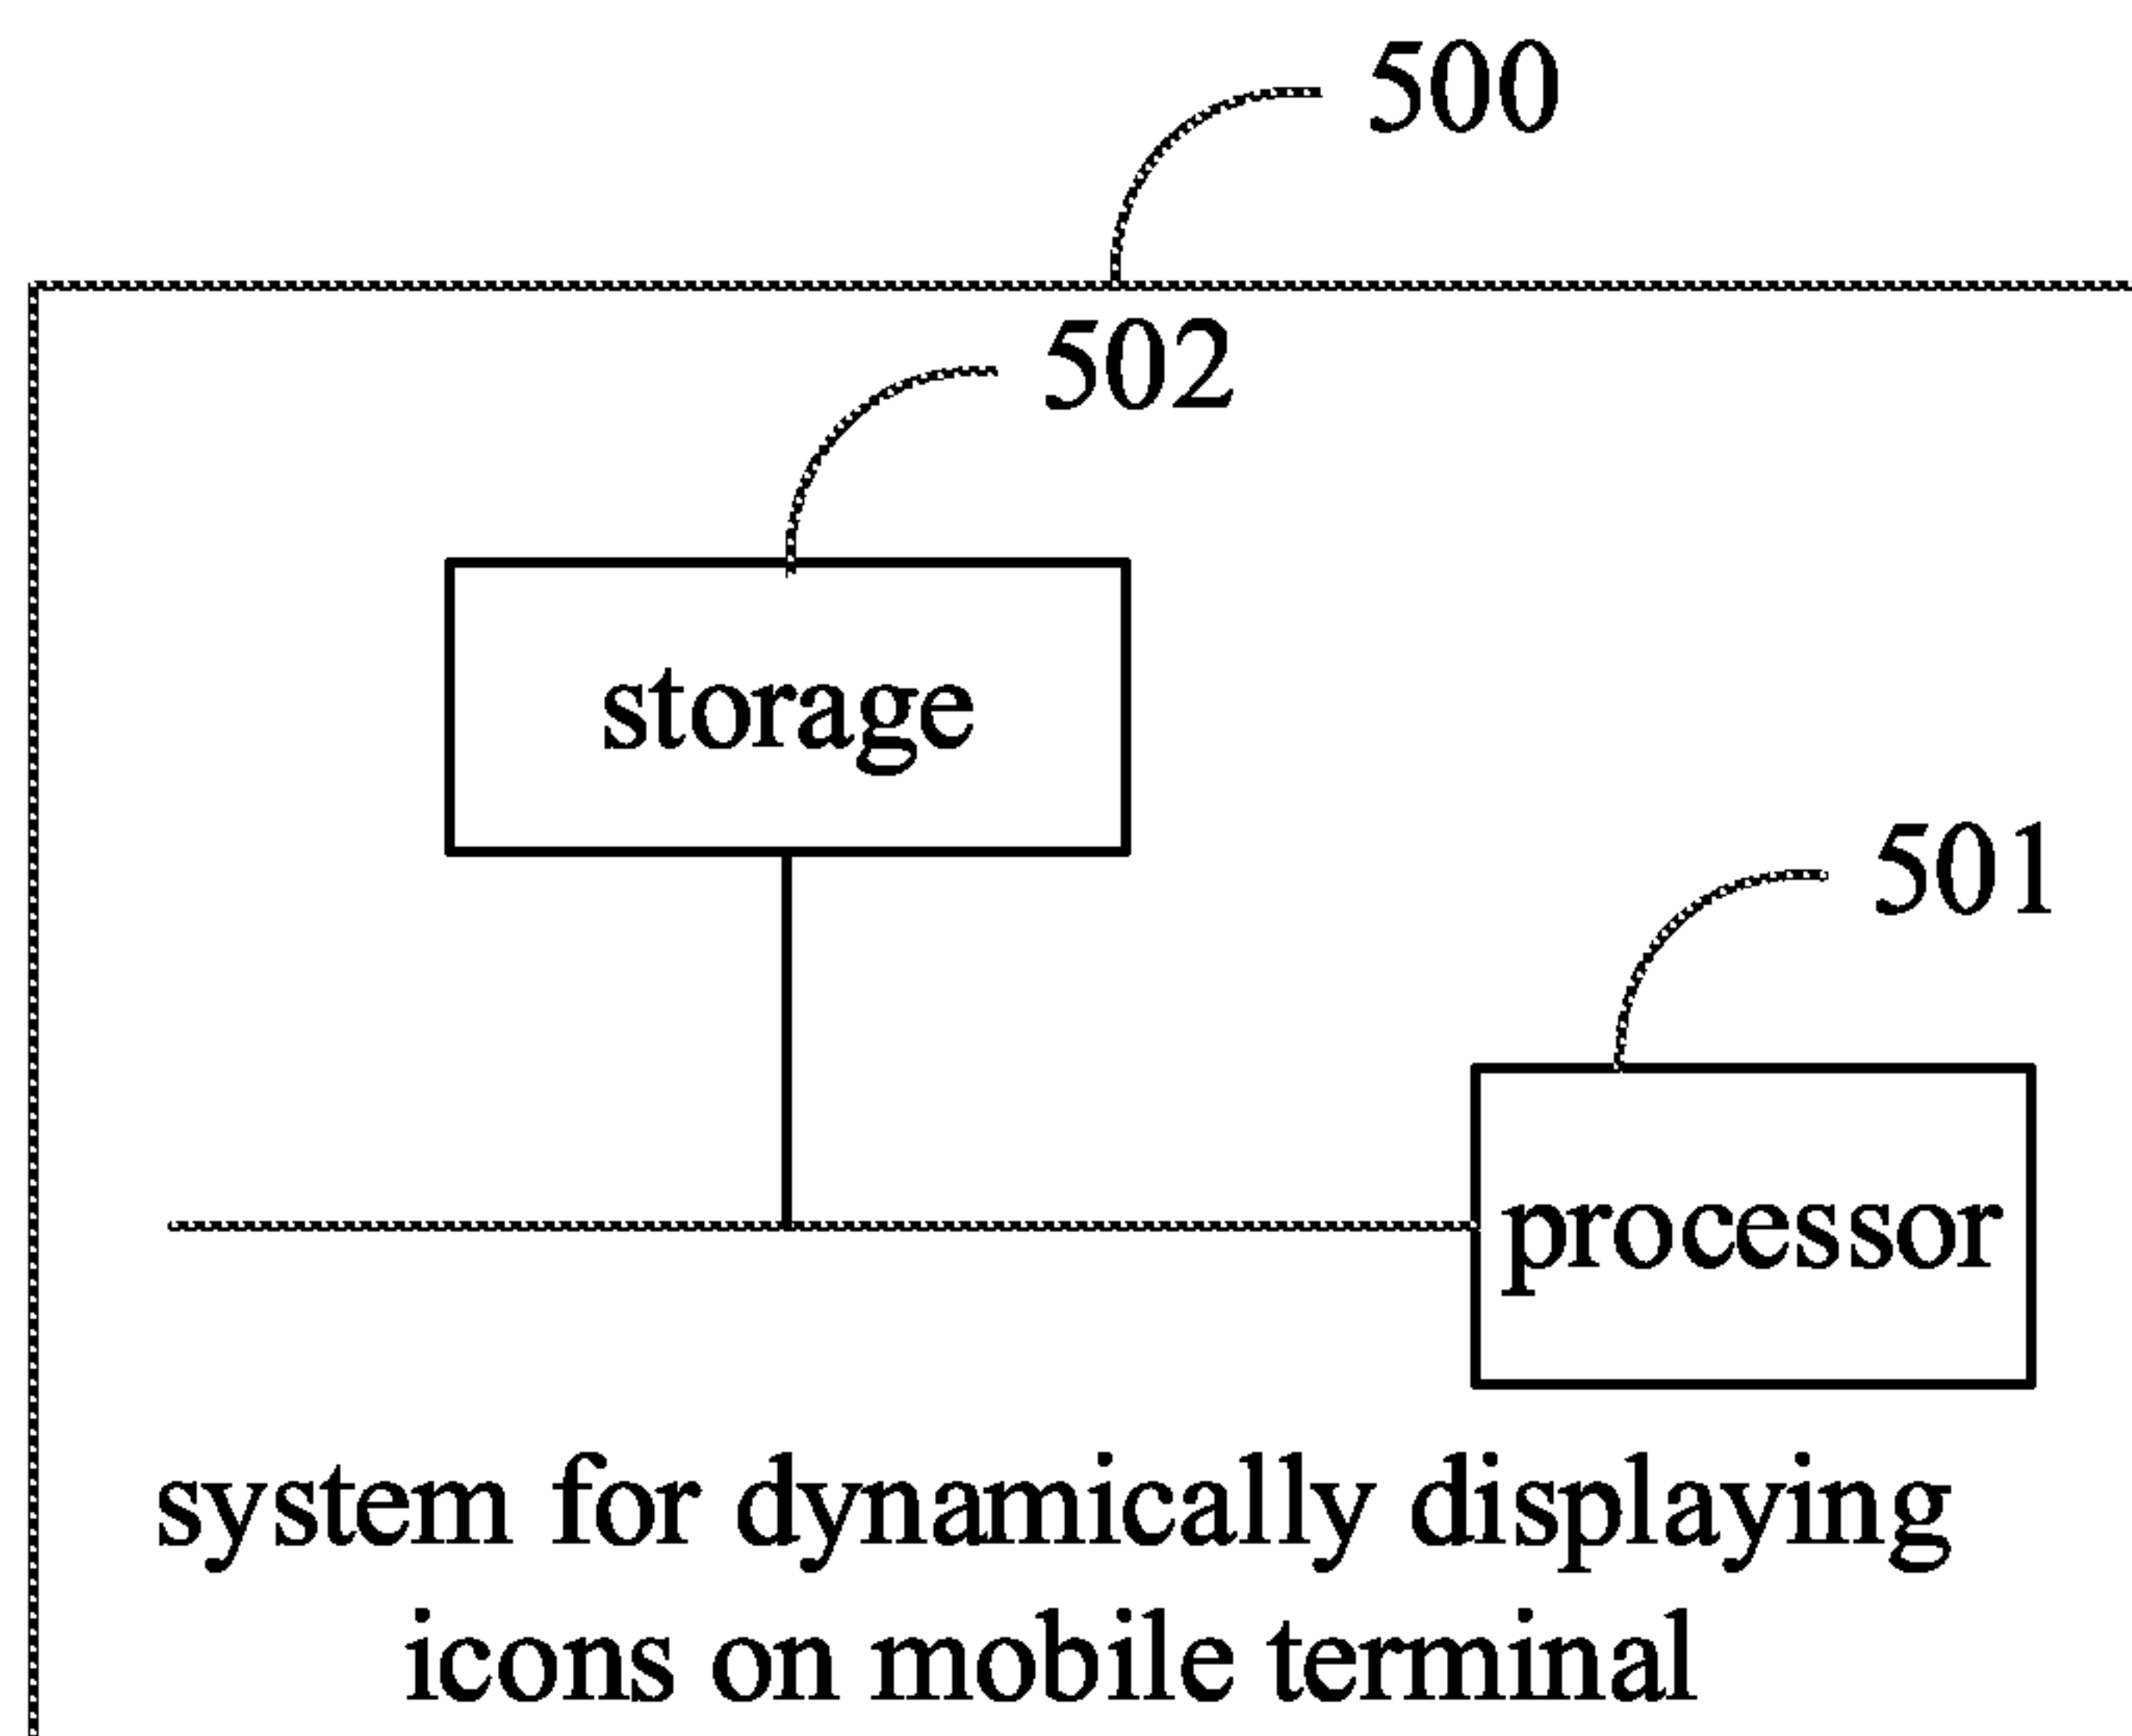 500
502
storage
501
processor
system for dynamically displaying
icons on mobile terminal